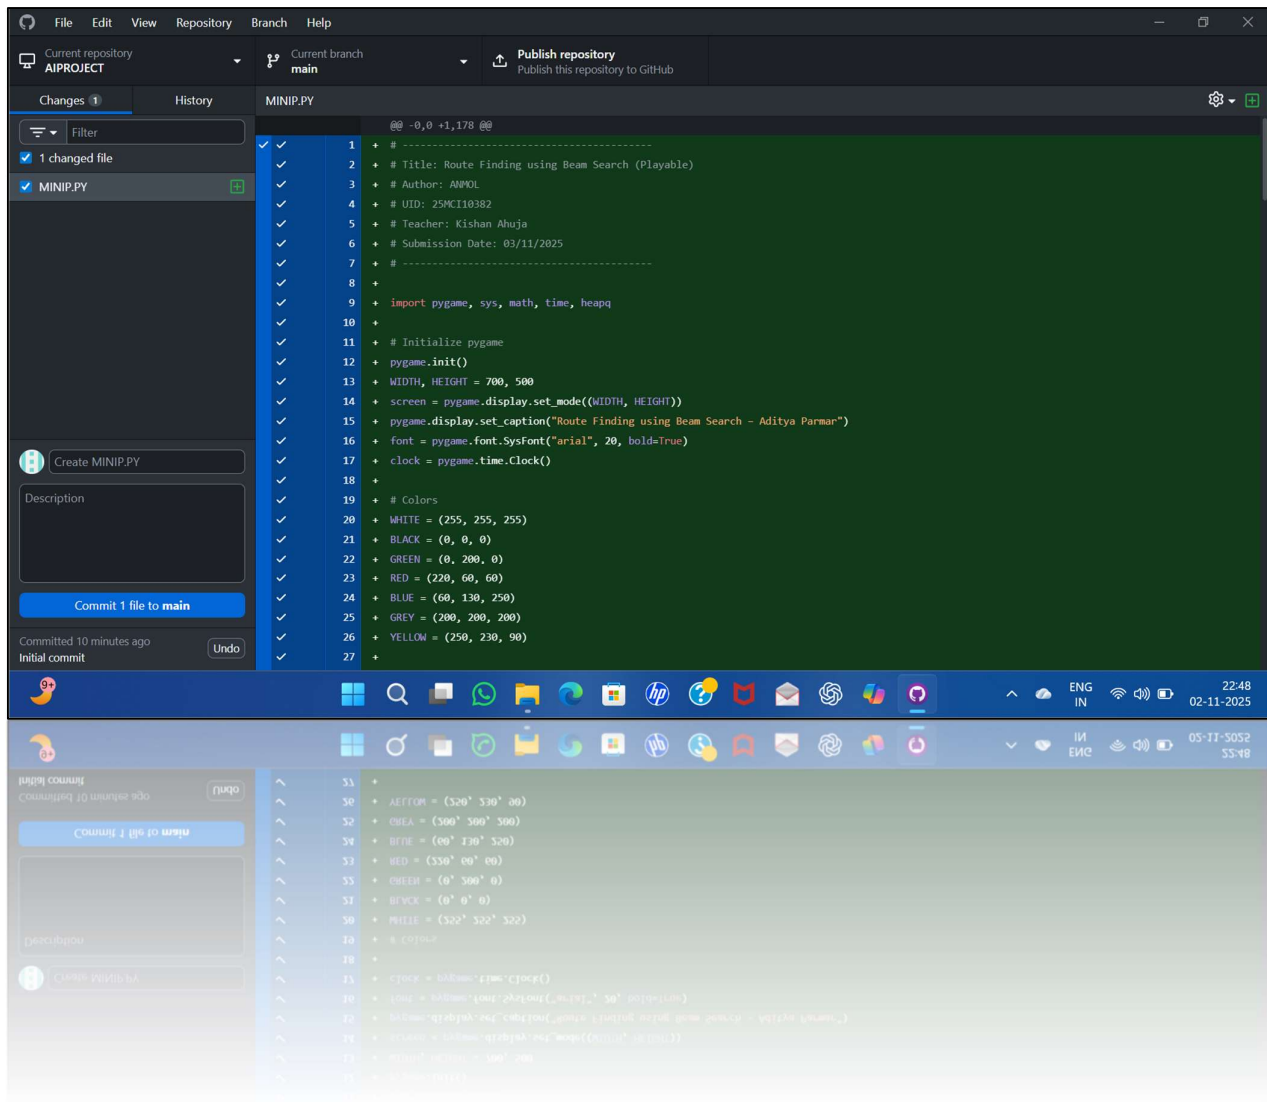 File Edit View Repository Branch Help
Current repository
AIPROJECT
Current branch
main
Publish repository
Publish this repository to GitHub
Changes 1 History
MINIP.PY
Filter
1 changed file
MINIP.PY
@@ -0,0 +1,178 @@
1 + # -----------------------------------------
2 + # Title: Route Finding using Beam Search (Playable)
3 + # Author: ANMOL
4 + # UID: 25MCI10382
5 + # Teacher: Kishan Ahuja
6 + # Submission Date: 03/11/2025
7 + # -----------------------------------------
8 +
9 + import pygame, sys, math, time, heapq
10 +
11 + # Initialize pygame
12 + pygame.init()
13 + WIDTH, HEIGHT = 700, 500
14 + screen = pygame.display.set_mode((WIDTH, HEIGHT))
15 + pygame.display.set_caption("Route Finding using Beam Search – Aditya Parmar")
16 + font = pygame.font.SysFont("arial", 20, bold=True)
17 + clock = pygame.time.Clock()
18 +
19 + # Colors
20 + WHITE = (255, 255, 255)
21 + BLACK = (0, 0, 0)
22 + GREEN = (0, 200, 0)
23 + RED = (220, 60, 60)
24 + BLUE = (60, 130, 250)
25 + GREY = (200, 200, 200)
26 + YELLOW = (250, 230, 90)
27 +
Create MINIP.PY
Description
Commit 1 file to main
Committed 10 minutes ago
Initial commit
Undo
9+
hp
ENG
IN
22:48
02-11-2025